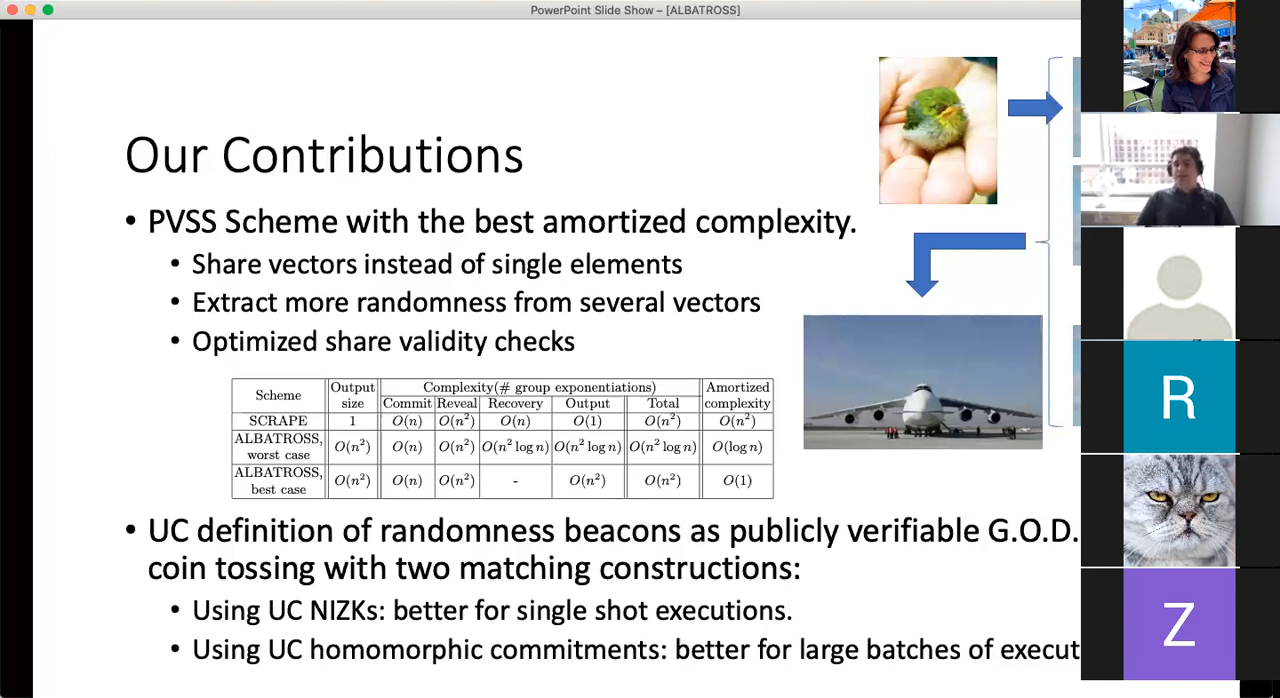 PowerPoint Slide Show – [ALBATROSS]
Our Contributions
• PVSS Scheme with the best amortized complexity.
• Share vectors instead of single elements
• Extract more randomness from several vectors
• Optimized share validity checks
Scheme Output size Complexity(# group exponentiations) Amortized complexity
Commit Reveal Recovery Output Total
SCRAPE 1 O(n) O(n²) O(n) O(1) O(n²) O(n²)
ALBATROSS, worst case O(n²) O(n) O(n²) O(n² log n) O(n² log n) O(n² log n) O(log n)
ALBATROSS, best case O(n²) O(n) O(n²) - O(n²) O(n²) O(1)
• UC definition of randomness beacons as publicly verifiable G.O.D.
coin tossing with two matching constructions:
• Using UC NIZKs: better for single shot executions.
• Using UC homomorphic commitments: better for large batches of execut
R
Z